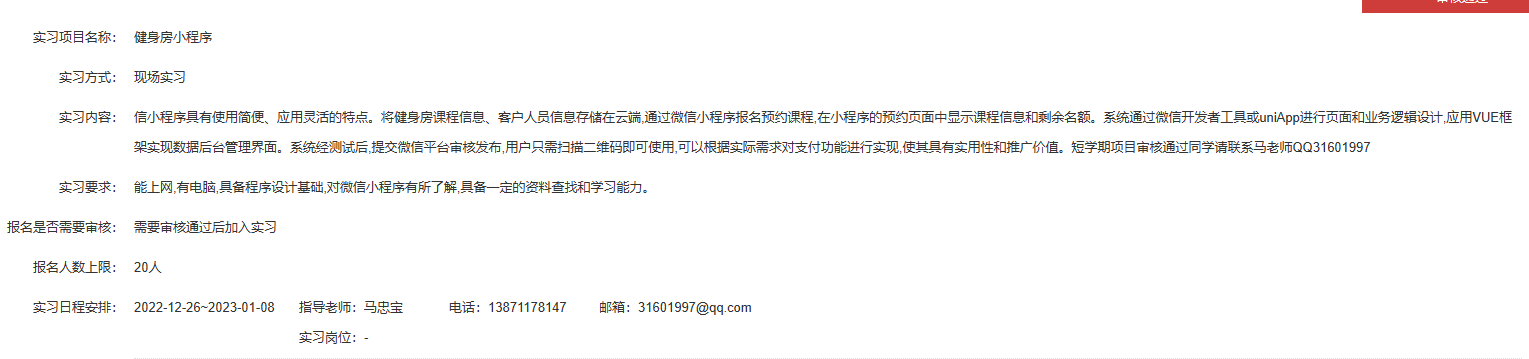 审核通过
实习项目名称： 健身房小程序
实习方式： 现场实习
实习内容： 信小程序具有使用简便、应用灵活的特点。将健身房课程信息、客户人员信息存储在云端,通过微信小程序报名预约课程,在小程序的预约页面中显示课程信息和剩余名额。系统通过微信开发者工具或uniApp进行页面和业务逻辑设计,应用VUE框
架实现数据后台管理界面。系统经测试后,提交微信平台审核发布,用户只需扫描二维码即可使用,可以根据实际需求对支付功能进行实现,使其具有实用性和推广价值。短学期项目审核通过同学请联系马老师QQ31601997
实习要求： 能上网,有电脑,具备程序设计基础,对微信小程序有所了解,具备一定的资料查找和学习能力。
报名是否需要审核： 需要审核通过后加入实习
报名人数上限： 20人
实习日程安排： 2022-12-26~2023-01-08 指导老师：马忠宝 电话：13871178147 邮箱：31601997@qq.com
实习岗位：-